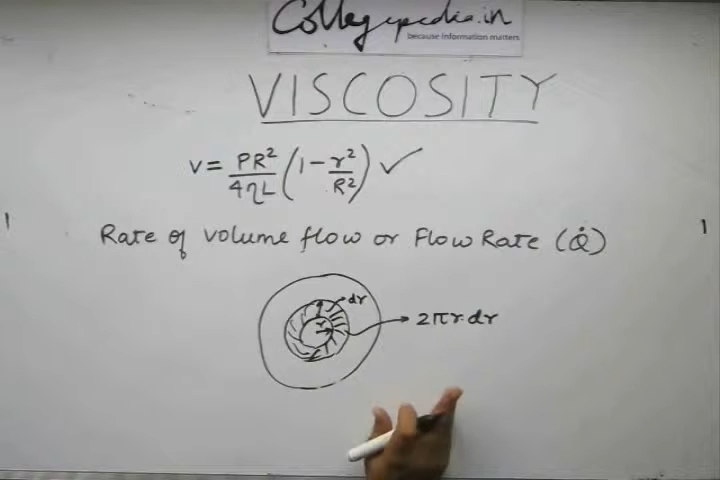 Collegepedia.in
because information matters
VISCOSITY
V = PR²/4ηL (1 - r²/R²) ✓
Rate of volume flow or Flow Rate (Q̇)
dr
r
2πr.dr